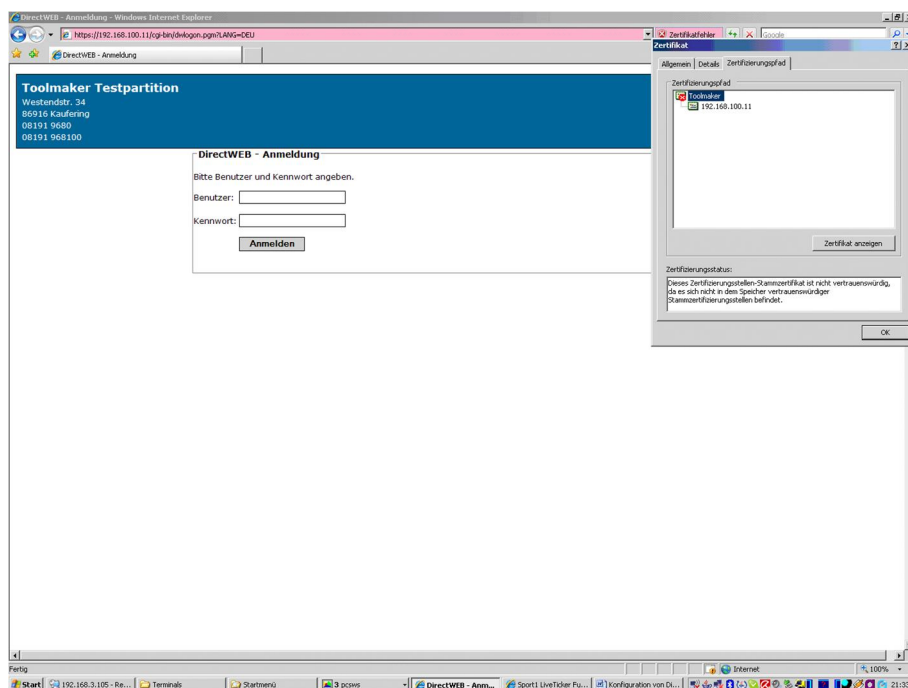 DirectWEB - Anmeldung - Windows Internet Explorer
https://192.168.100.11/cgi-bin/dwlogon.pgm?LANG=DEU
Zertifikatfehler
Google
DirectWEB - Anmeldung
Toolmaker Testpartition
Westendstr. 34
86916 Kaufering
08191 9680
08191 968100
DirectWEB - Anmeldung
Bitte Benutzer und Kennwort angeben.
Benutzer:
Kennwort:
Anmelden
Zertifikat
Allgemein
Details
Zertifizierungspfad
Zertifizierungspfad
Toolmaker
192.168.100.11
Zertifikat anzeigen
Zertifizierungsstatus:
Dieses Zertifizierungsstellen-Stammzertifikat ist nicht vertrauenswürdig,
da es sich nicht in dem Speicher vertrauenswürdiger
Stammzertifizierungsstellen befindet.
OK
Fertig
Internet
100%
Start
192.168.3.105 - Re...
Terminals
Startmenü
3 pcsws
DirectWEB - Anm...
Sport1 LiveTicker Fu...
Konfiguration von Di...
21:33